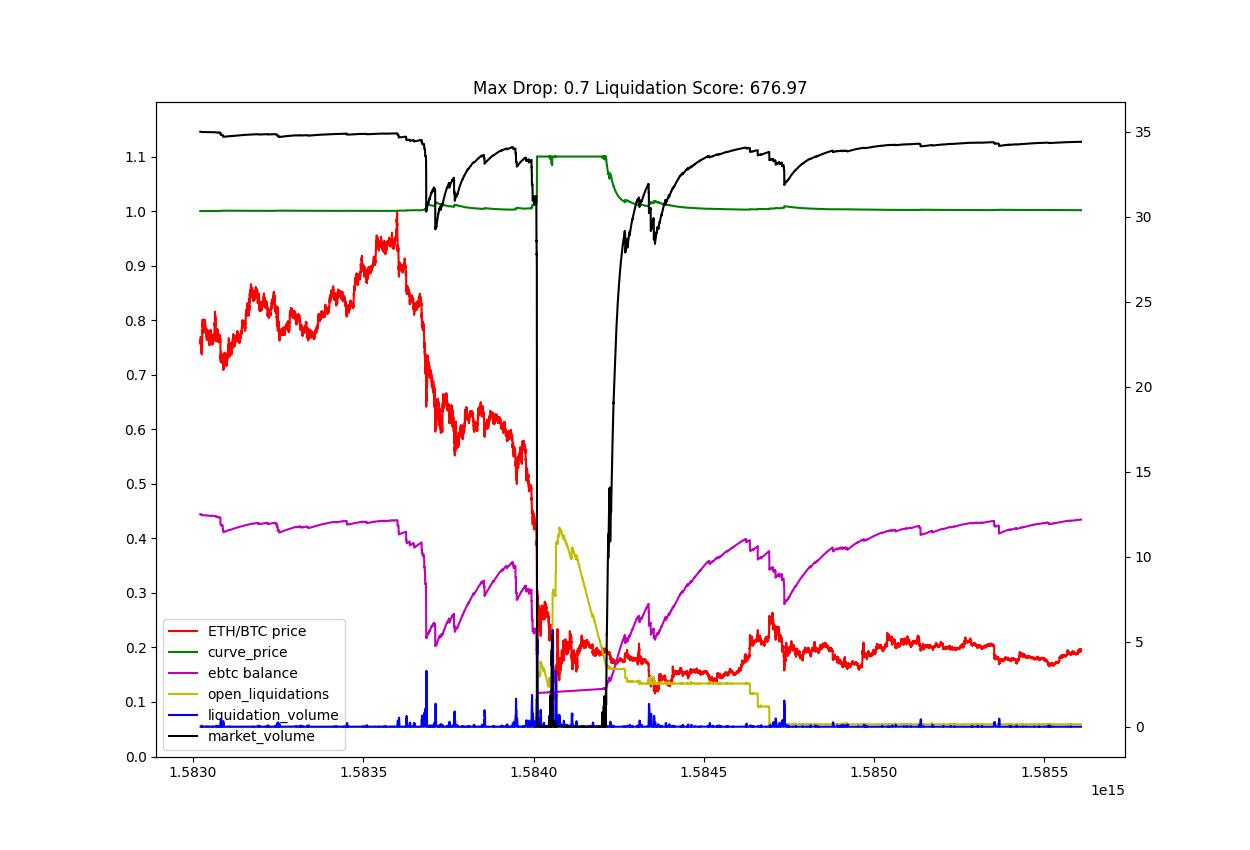 Max Drop: 0.7 Liquidation Score: 676.97
1.1
1.0
0.9
0.8
0.7
0.6
0.5
0.4
0.3
0.2
0.1
0.0
35
30
25
20
15
10
5
0
ETH/BTC price
curve_price
ebtc balance
open_liquidations
liquidation_volume
market_volume
1.5830 1.5835 1.5840 1.5845 1.5850 1.5855
1e15